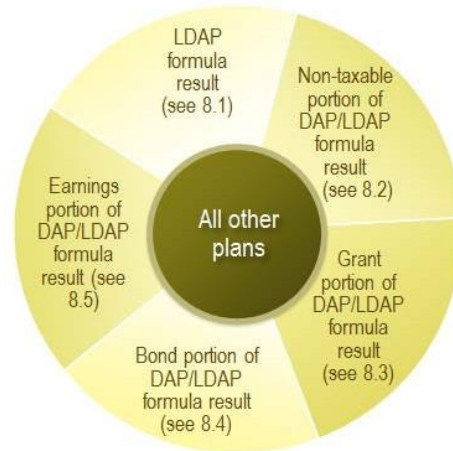 LDAP
formula
result
(see 8.1)
Non-taxable
portion of
DAP/LDAP
formula
result
(see 8.2)
Grant
portion of
DAP/LDAP
formula
result
(see 8.3)
Bond portion of
DAP/LDAP
formula result
(see 8.4)
Earnings
portion of
DAP/LDAP
formula
result (see
8.5)
All other
plans